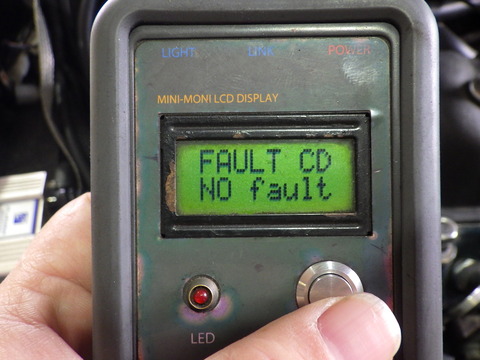 LIGHT LINK POWER
MINI-MONI LCD DISPLAY
FAULT CD
NO fault
LED